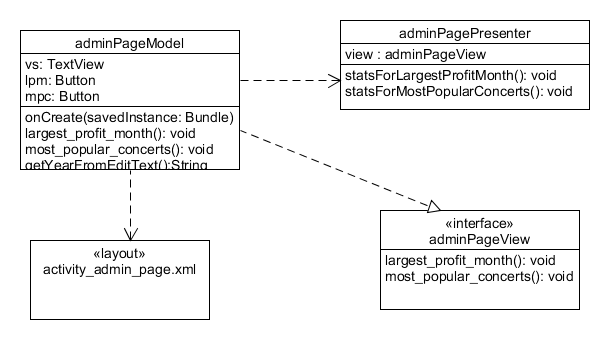 adminPageModel
vs: TextView
lpm: Button
mpc: Button
onCreate(savedInstance: Bundle)
largest_profit_month(): void
most_popular_concerts(): void
getYearFromEditText():String
adminPagePresenter
view : adminPageView
statsForLargestProfitMonth(): void
statsForMostPopularConcerts(): void
«layout»
activity_admin_page.xml
«interface»
adminPageView
largest_profit_month(): void
most_popular_concerts(): void